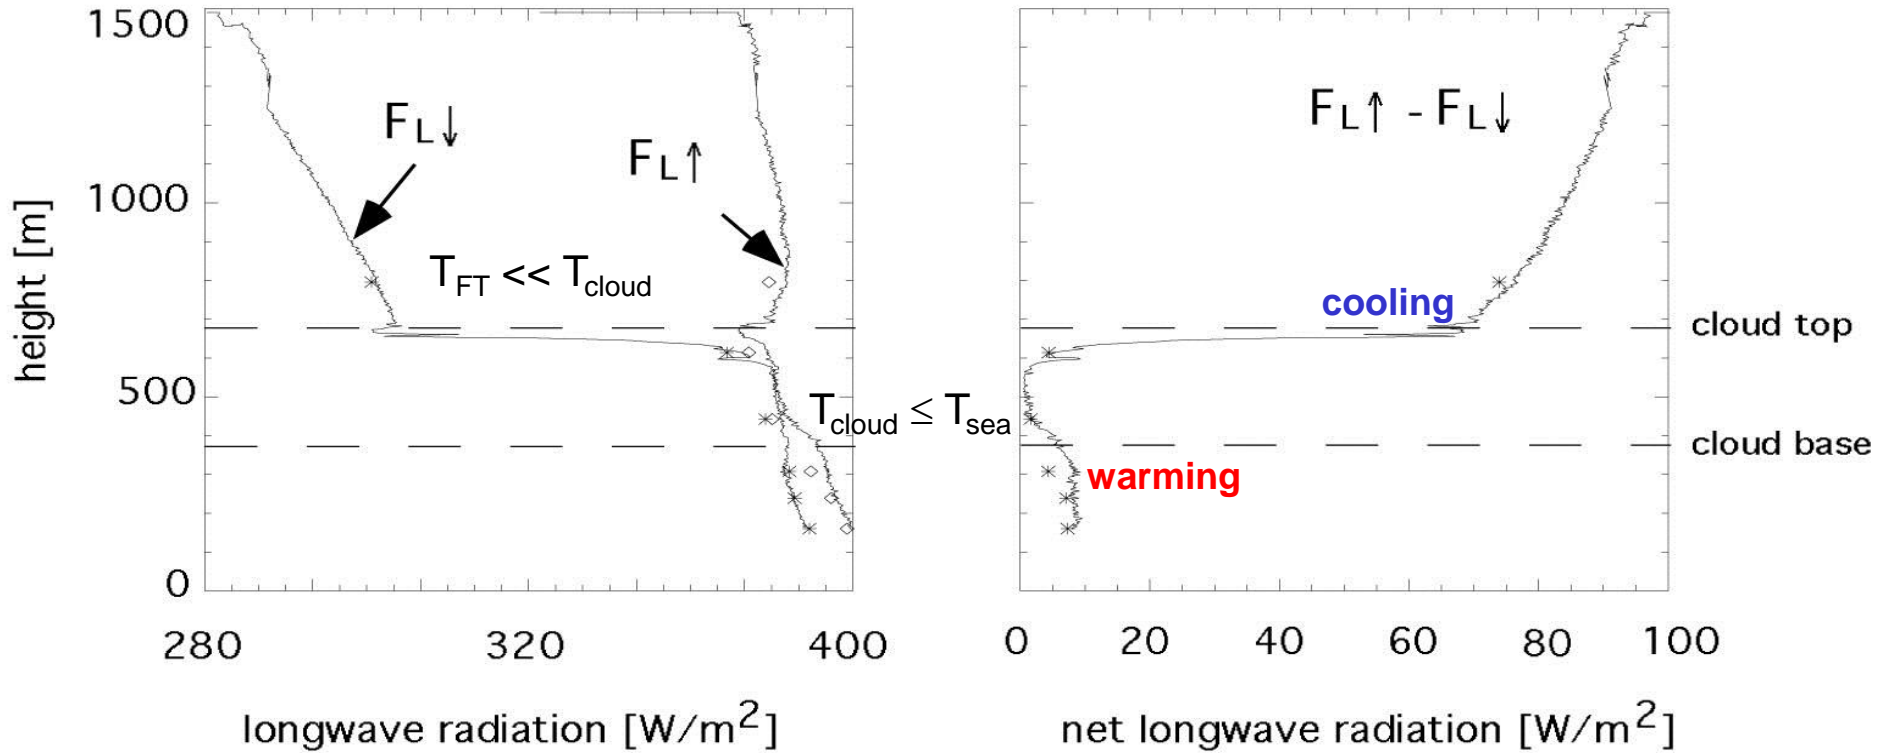 1500
1000
500
0
height [m]
F_L↓
F_L↑
T_FT << T_cloud
T_cloud ≤ T_sea
280 320 400
longwave radiation [W/m²]
F_L↑ - F_L↓
cooling
warming
cloud top
cloud base
0 20 40 60 80 100
net longwave radiation [W/m²]